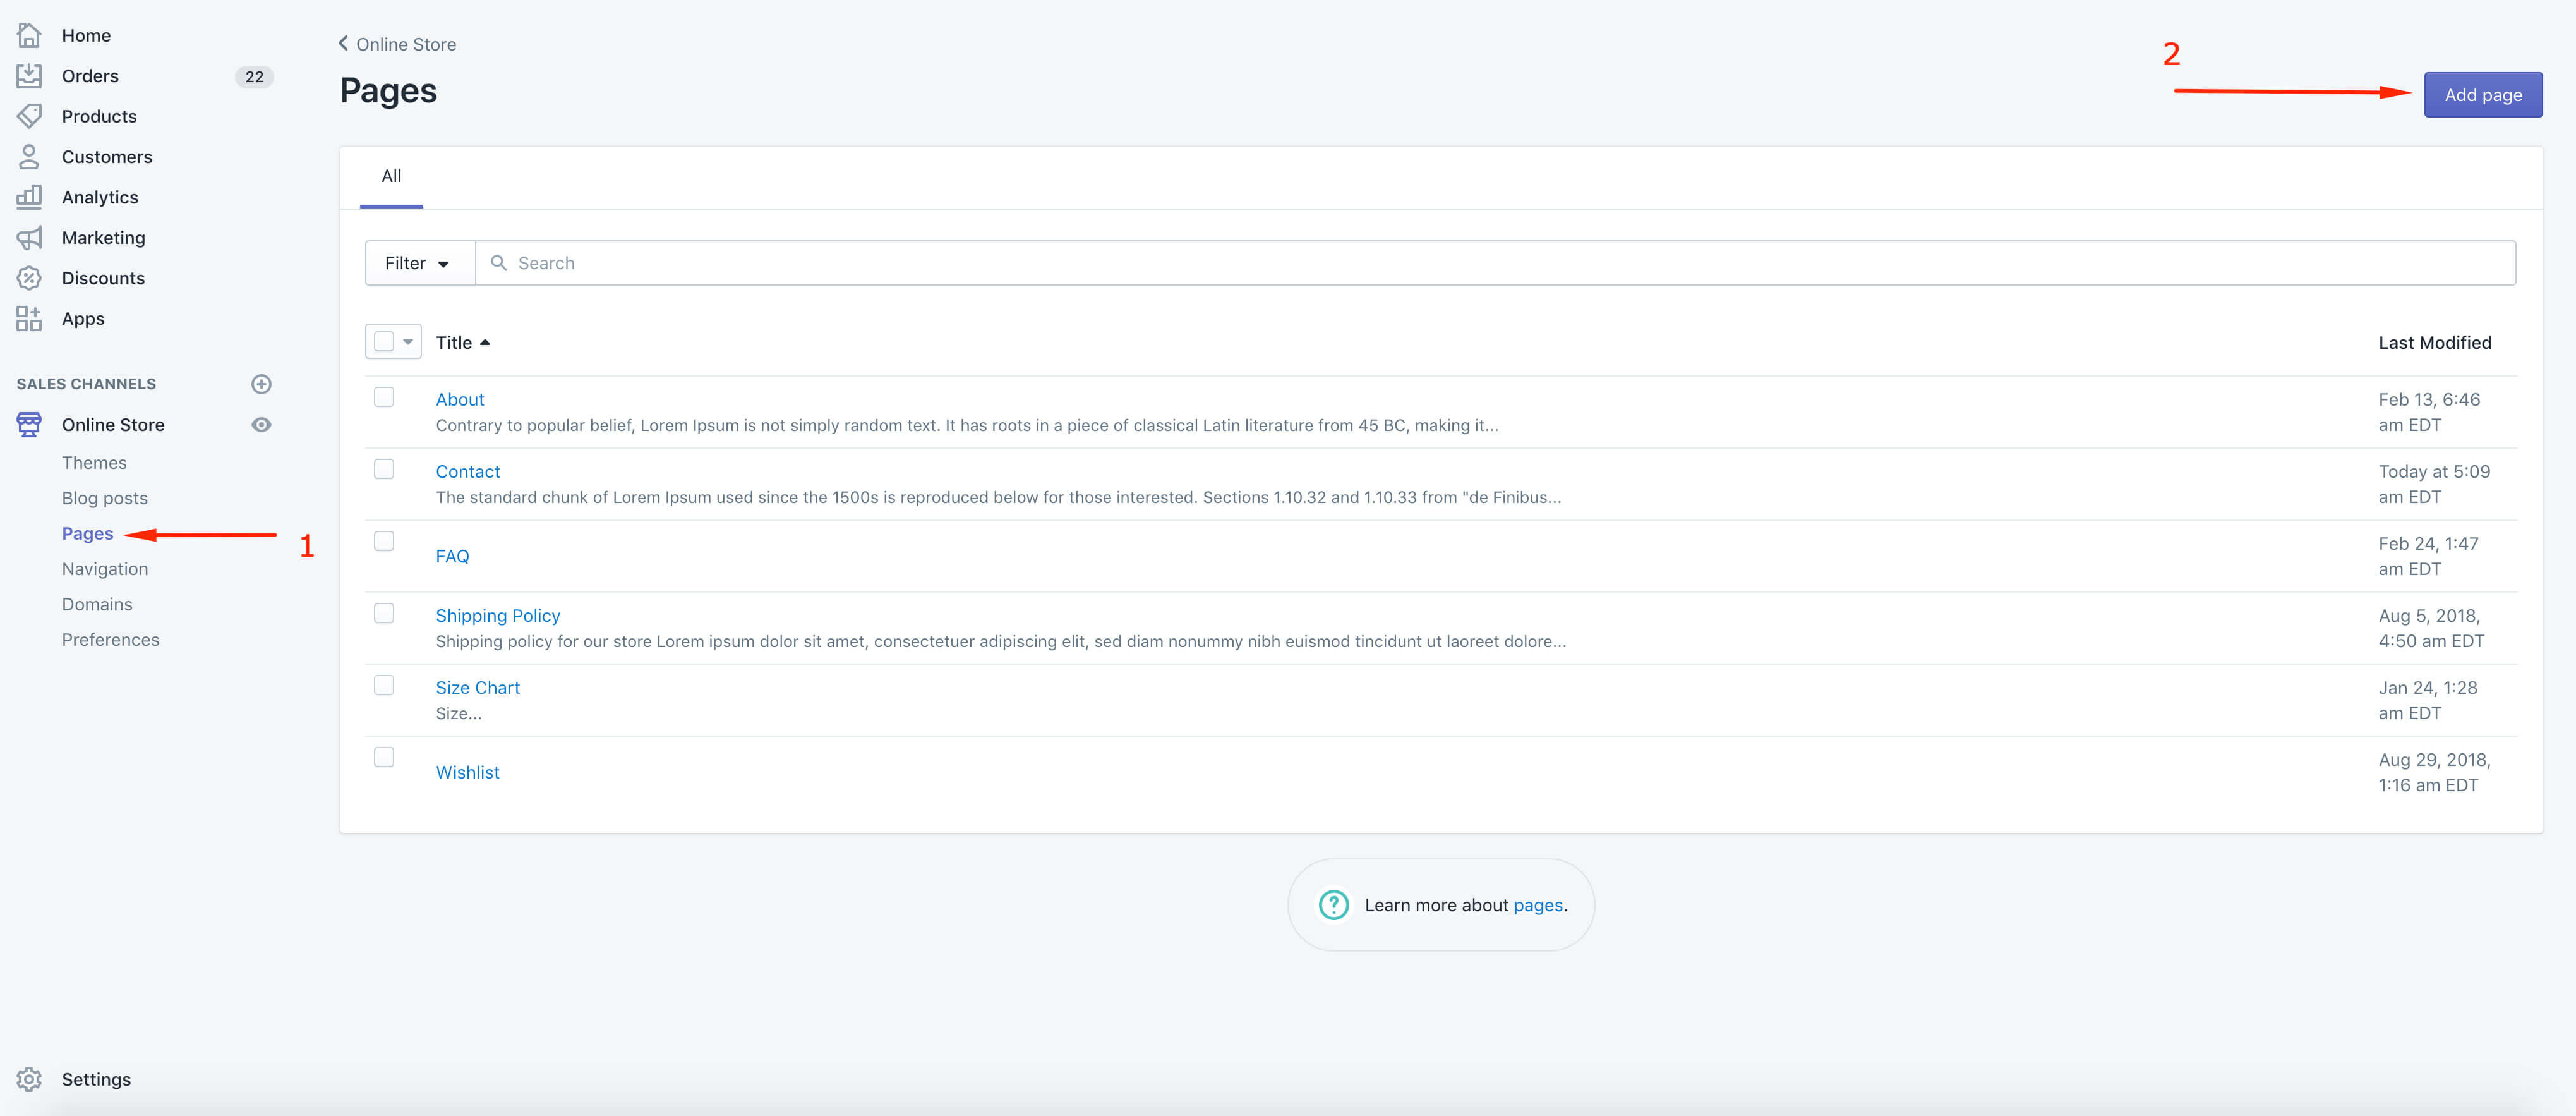 Home
Orders 22
Products
Customers
Analytics
Marketing
Discounts
Apps
SALES CHANNELS
Online Store
Themes
Blog posts
Pages 1
Navigation
Domains
Preferences
Settings
Online Store
Pages
2
Add page
All
Filter Search
Title Last Modified
About
Contrary to popular belief, Lorem Ipsum is not simply random text. It has roots in a piece of classical Latin literature from 45 BC, making it...
Feb 13, 6:46
am EDT
Contact
The standard chunk of Lorem Ipsum used since the 1500s is reproduced below for those interested. Sections 1.10.32 and 1.10.33 from "de Finibus...
Today at 5:09
am EDT
FAQ
Feb 24, 1:47
am EDT
Shipping Policy
Shipping policy for our store Lorem ipsum dolor sit amet, consectetuer adipiscing elit, sed diam nonummy nibh euismod tincidunt ut laoreet dolore...
Aug 5, 2018,
4:50 am EDT
Size Chart
Size...
Jan 24, 1:28
am EDT
Wishlist
Aug 29, 2018,
1:16 am EDT
Learn more about pages.